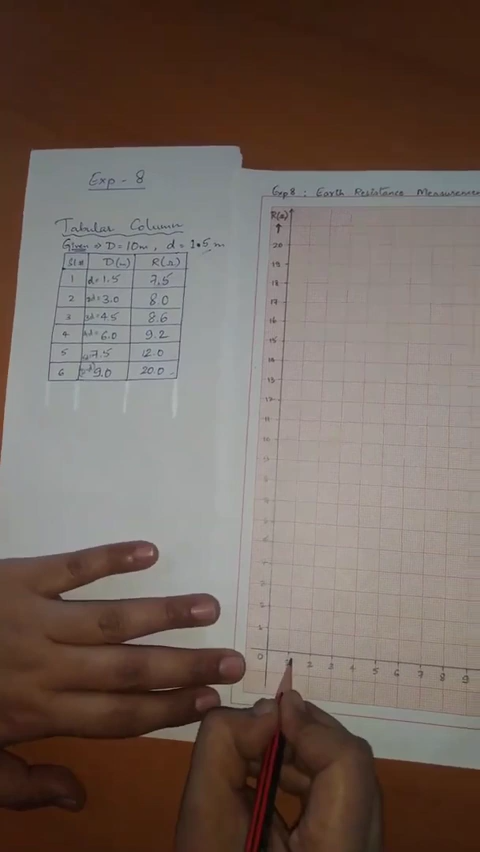 Exp - 8
Tabular Column
Given => D = 10m, d = 1.5 m
Sl# D(m) R(Ω)
1 d= 1.5 7.5
2 2d= 3.0 8.0
3 3d= 4.5 8.6
4 4d= 6.0 9.2
5 7.5 12.0
6 9.0 20.0
Exp 8 : Earth Resistance Measurement
R(Ω)
20
19
18
17
16
15
14
13
12
11
10
9
8
7
6
5
4
3
2
1
0 1 2 3 4 5 6 7 8 9